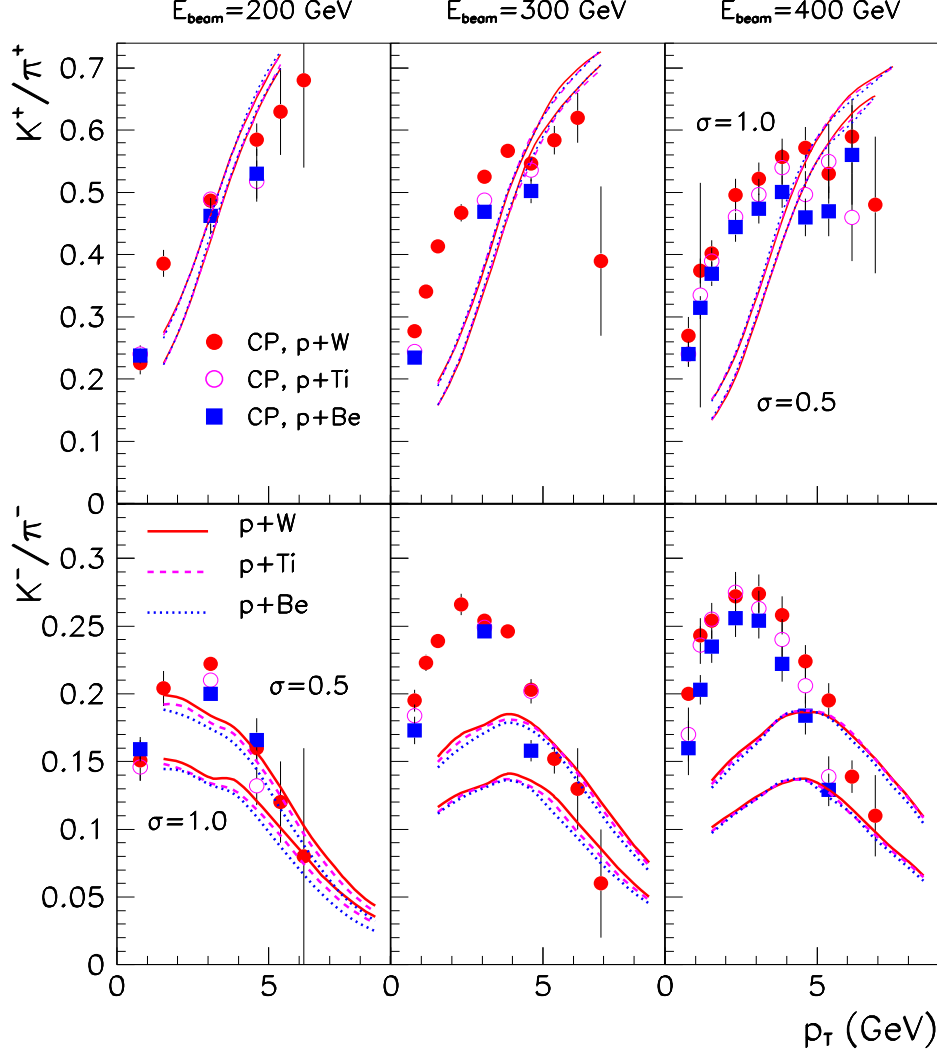 E_beam=200 GeV E_beam=300 GeV E_beam=400 GeV
K⁺/π⁺
0.7
0.6
0.5
0.4
0.3
0.2
0.1
0
σ=1.0
σ=0.5
CP, p+W
CP, p+Ti
CP, p+Be
K⁻/π⁻
0.3
0.25
0.2
0.15
0.1
0.05
0
p+W
p+Ti
p+Be
σ=0.5
σ=1.0
0 5 0 5 0 5
p_T (GeV)